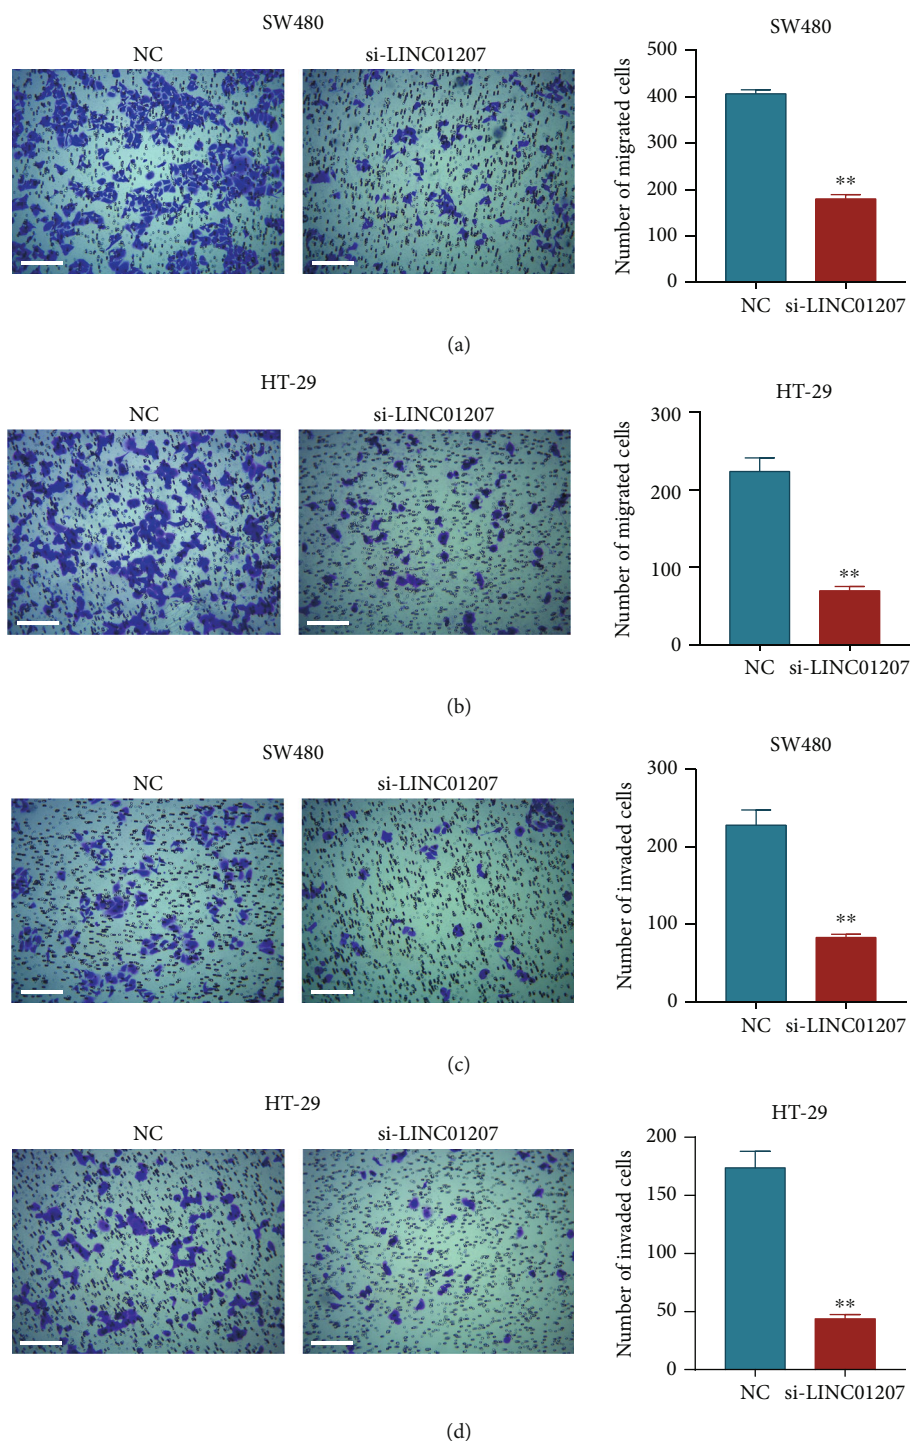 SW480
NC si-LINC01207
SW480
Number of migrated cells
500
400
300
200
100
0
**
NC si-LINC01207
(a)
HT-29
NC si-LINC01207
HT-29
Number of migrated cells
300
200
100
0
**
NC si-LINC01207
(b)
SW480
NC si-LINC01207
SW480
Number of invaded cells
300
200
100
0
**
NC si-LINC01207
(c)
HT-29
NC si-LINC01207
HT-29
Number of invaded cells
200
150
100
50
0
**
NC si-LINC01207
(d)